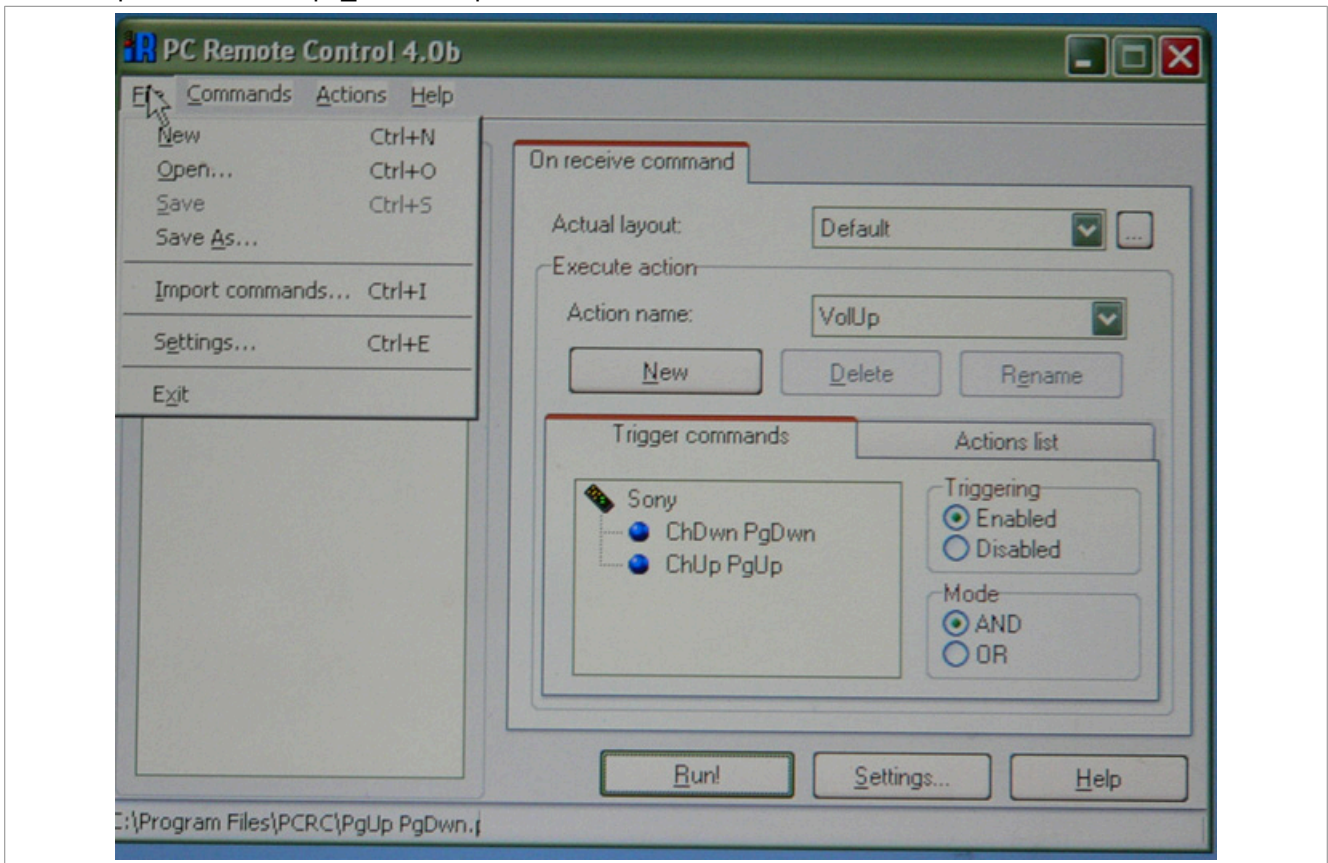 iR PC Remote Control 4.0b
File Commands Actions Help
New Ctrl+N
Open... Ctrl+O
Save Ctrl+S
Save As...
Import commands... Ctrl+I
Settings... Ctrl+E
Exit
On receive command
Actual layout: Default ...
Execute action
Action name: VolUp
New Delete Rename
Trigger commands Actions list
Sony
ChDwn PgDwn
ChUp PgUp
Triggering
Enabled
Disabled
Mode
AND
OR
Run! Settings... Help
:\Program Files\PCRC\PgUp PgDwn.